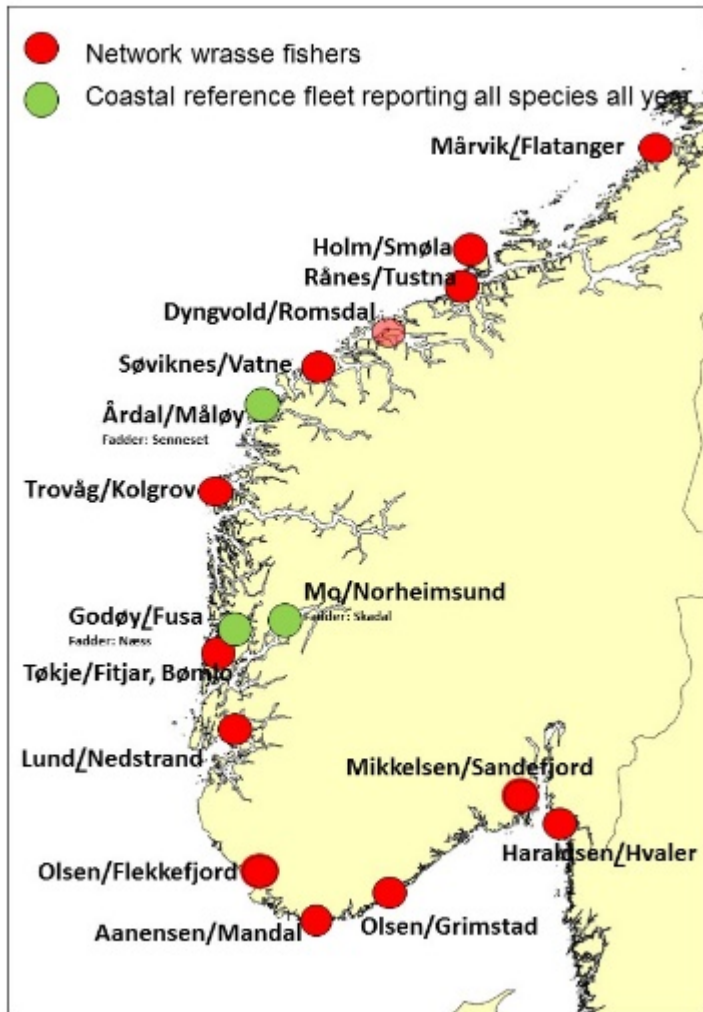 Network wrasse fishers
Coastal reference fleet reporting all species all year
Mårvik/Flatanger
Holm/Smøla
Rånes/Tustna
Dyngvold/Romsdal
Søviknes/Vatne
Årdal/Måløy
Fadder: Senneset
Trovåg/Kolgrov
Mo/Norheimsund
Fadder: Skadal
Godøy/Fusa
Fadder: Næss
Tøkje/Fitjar, Bømlo
Lund/Nedstrand
Mikkelsen/Sandefjord
Haraldsen/Hvaler
Olsen/Flekkefjord
Olsen/Grimstad
Aanensen/Mandal